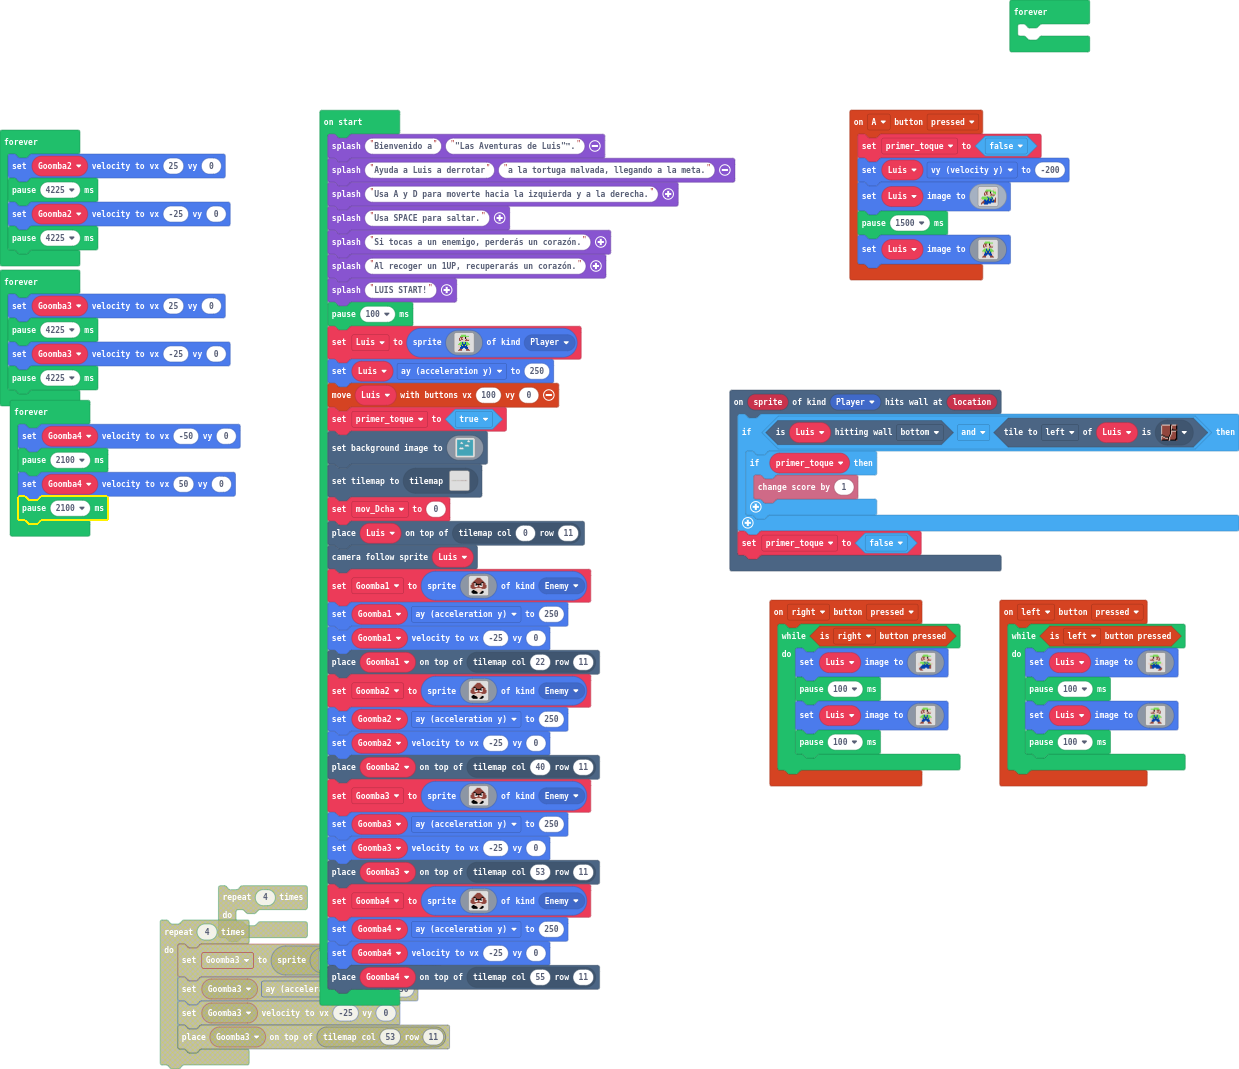 forever
forever
set Goomba2 velocity to vx 25 vy 0
pause 4225 ms
set Goomba2 velocity to vx -25 vy 0
pause 4225 ms
forever
set Goomba3 velocity to vx 25 vy 0
pause 4225 ms
set Goomba3 velocity to vx -25 vy 0
pause 4225 ms
forever
set Goomba4 velocity to vx -50 vy 0
pause 2100 ms
set Goomba4 velocity to vx 50 vy 0
pause 2100 ms
repeat 4 times
do
repeat 4 times
do
set Goomba3 to sprite
set Goomba3 ay
set Goomba3 velocity to vx -25 vy 0
place Goomba3 on top of tilemap col 53 row 11
on start
splash "Bienvenido a" ""Las Aventuras de Luis"™."
splash "Ayuda a Luis a derrotar" "a la tortuga malvada, llegando a la meta."
splash "Usa A y D para moverte hacia la izquierda y a la derecha."
splash "Usa SPACE para saltar."
splash "Si tocas a un enemigo, perderás un corazón."
splash "Al recoger un 1UP, recuperarás un corazón."
splash "LUIS START!"
pause 100 ms
set Luis to sprite of kind Player
set Luis ay (acceleration y) to 250
move Luis with buttons vx 100 vy 0
set primer_toque to true
set background image to
set tilemap to tilemap
set mov_Dcha to 0
place Luis on top of tilemap col 0 row 11
camera follow sprite Luis
set Goomba1 to sprite of kind Enemy
set Goomba1 ay (acceleration y) to 250
set Goomba1 velocity to vx -25 vy 0
place Goomba1 on top of tilemap col 22 row 11
set Goomba2 to sprite of kind Enemy
set Goomba2 ay (acceleration y) to 250
set Goomba2 velocity to vx -25 vy 0
place Goomba2 on top of tilemap col 40 row 11
set Goomba3 to sprite of kind Enemy
set Goomba3 ay (acceleration y) to 250
set Goomba3 velocity to vx -25 vy 0
place Goomba3 on top of tilemap col 53 row 11
set Goomba4 to sprite of kind Enemy
set Goomba4 ay (acceleration y) to 250
set Goomba4 velocity to vx -25 vy 0
place Goomba4 on top of tilemap col 55 row 11
on A button pressed
set primer_toque to false
set Luis vy (velocity y) to -200
set Luis image to
pause 1500 ms
set Luis image to
on sprite of kind Player hits wall at location
if is Luis hitting wall bottom and tile to left of Luis is then
if primer_toque then
change score by 1
set primer_toque to false
on right button pressed
while is right button pressed
do
set Luis image to
pause 100 ms
set Luis image to
pause 100 ms
on left button pressed
while is left button pressed
do
set Luis image to
pause 100 ms
set Luis image to
pause 100 ms